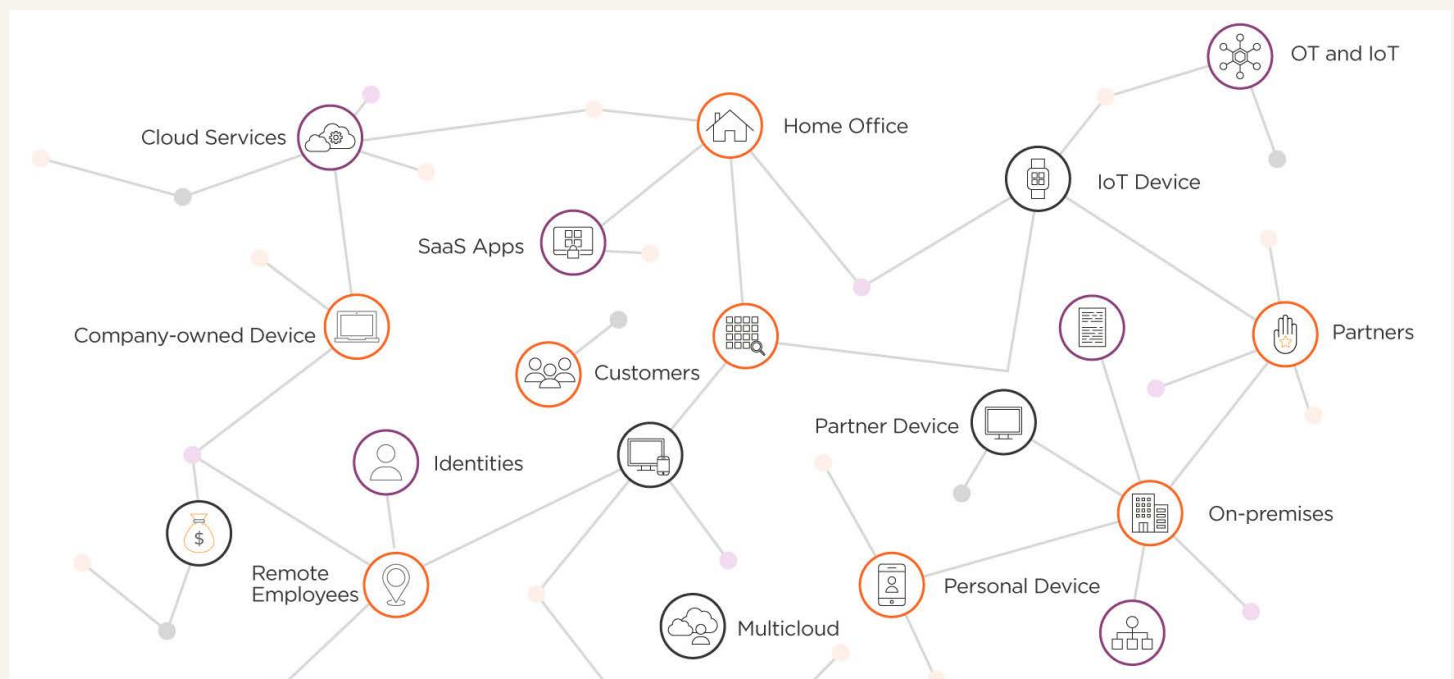 OT and IoT
Home Office
Cloud Services
IoT Device
SaaS Apps
Partners
Company-owned Device
Customers
Partner Device
Identities
On-premises
$
Remote
Employees
Personal Device
Multicloud